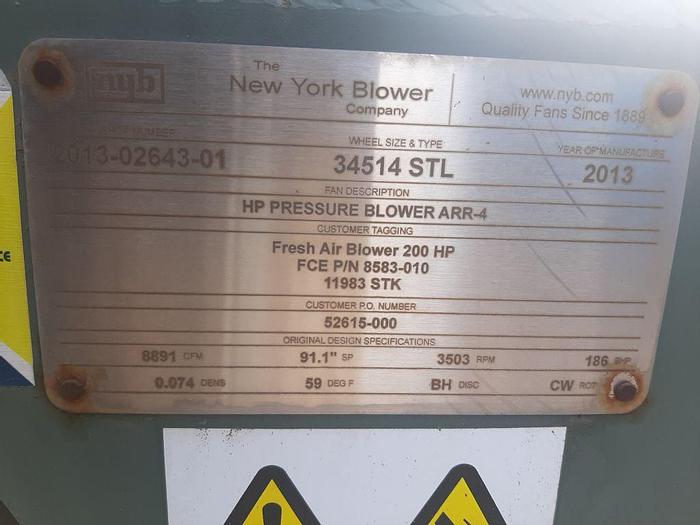 nyb
The
New York Blower
Company
www.nyb.com
Quality Fans Since 1889
NUMBER
2013-02643-01
WHEEL SIZE & TYPE
34514 STL
YEAR OF MANUFACTURE
2013
FAN DESCRIPTION
HP PRESSURE BLOWER ARR-4
CUSTOMER TAGGING
Fresh Air Blower 200 HP
FCE P/N 8583-010
11983 STK
CUSTOMER P.O. NUMBER
52615-000
ORIGINAL DESIGN SPECIFICATIONS
8891 CFM 91.1" SP 3503 RPM 186 BHP
0.074 DENS 59 DEG F BH DISC CW ROT